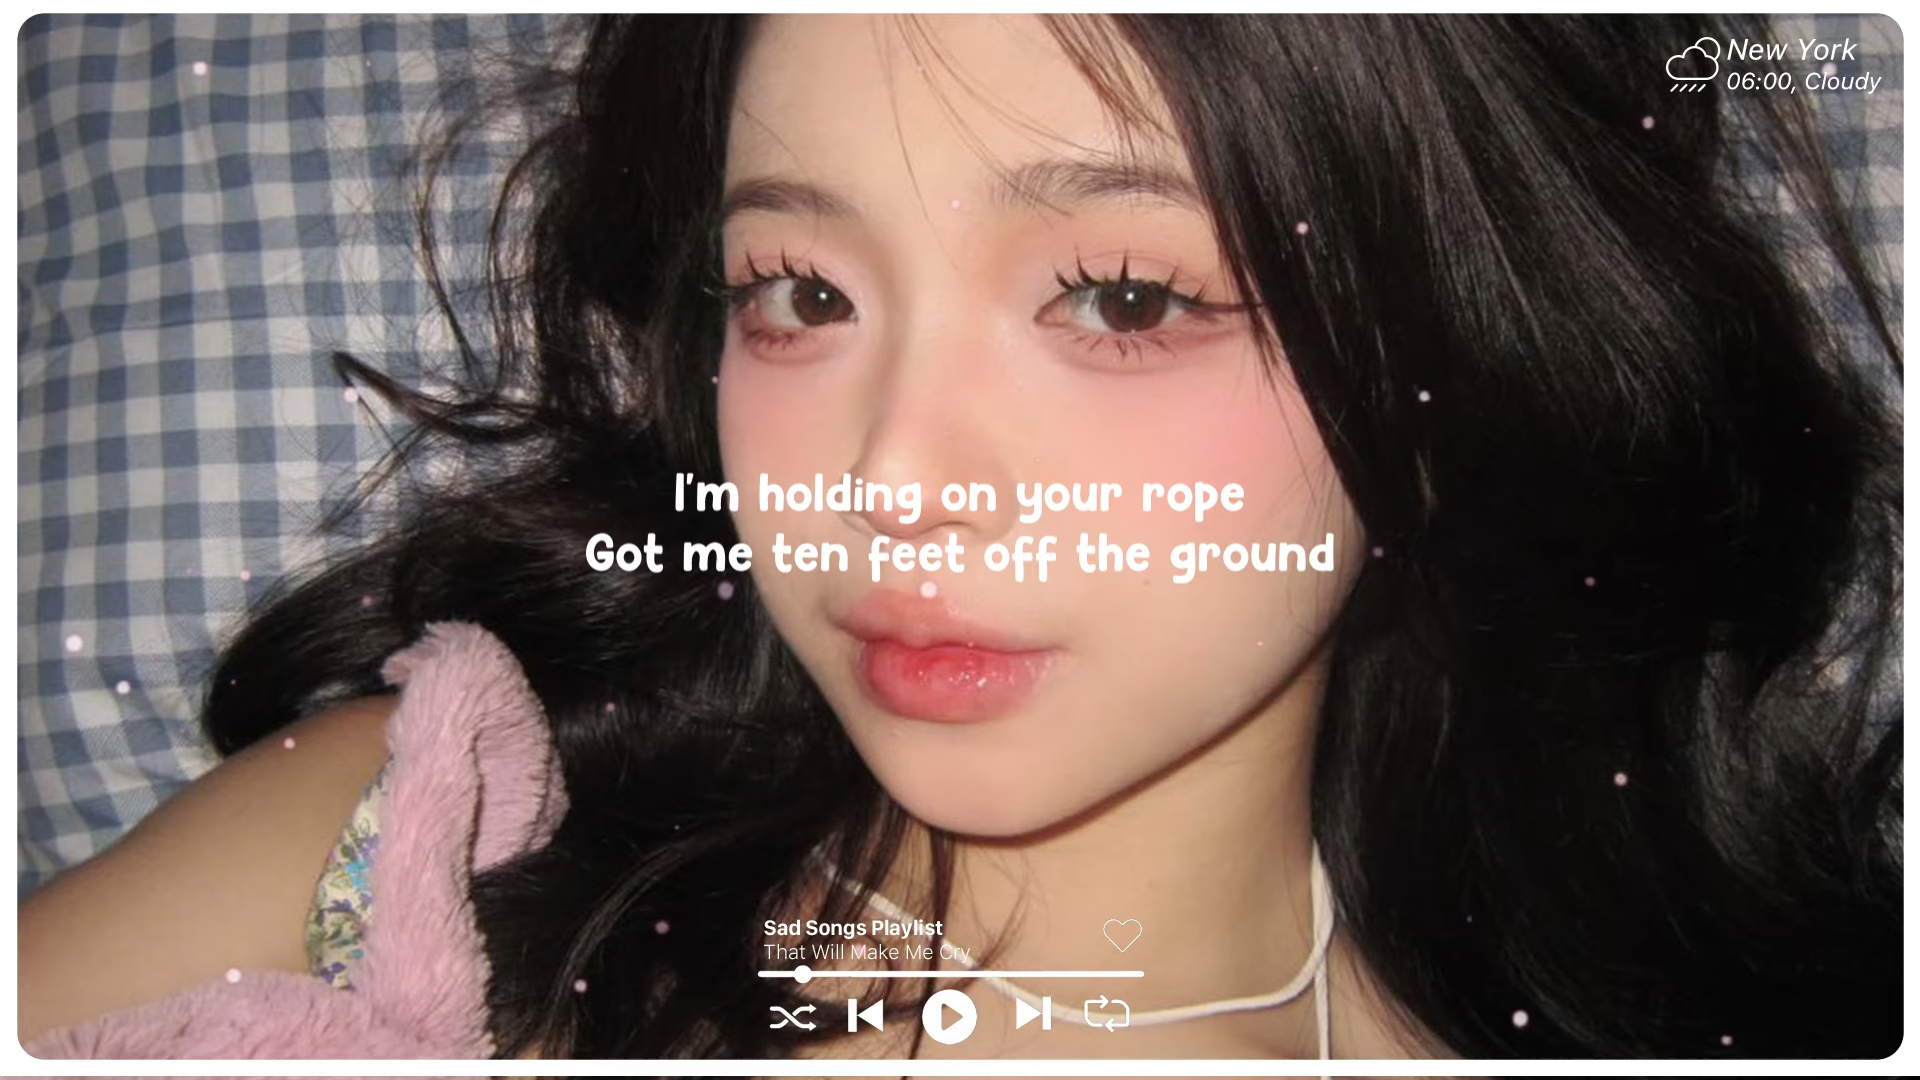 New York
06:00, Cloudy
I'm holding on your rope
Got me ten feet off the ground
Sad Songs Playlist
That Will Make Me Cry